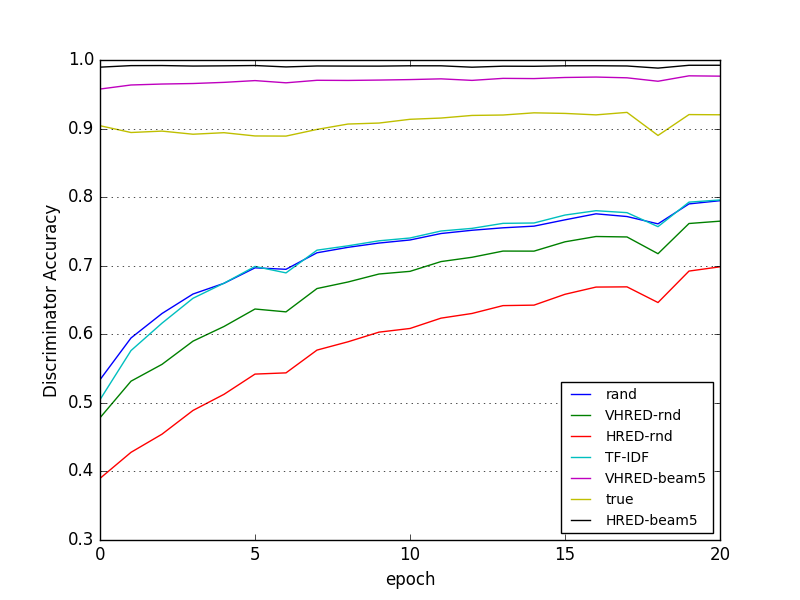 1.0
0.9
0.8
0.7
0.6
0.5
0.4
0.3
Discriminator Accuracy
rand
VHRED-rnd
HRED-rnd
TF-IDF
VHRED-beam5
true
HRED-beam5
0 5 10 15 20
epoch